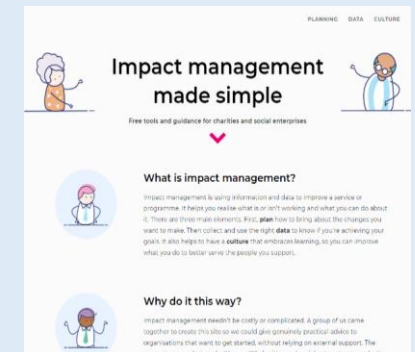 PLANNING DATA CULTURE
Impact management
made simple
Free tools and guidance for charities and social enterprises
What is impact management?
Impact management is using information and data to improve a service or
programme. It helps you realise what is or isn't working and what you can do about
it. There are three main elements. First, plan how to bring about the changes you
want to make. Then collect and use the right data to know if you're achieving your
goals. It also helps to have a culture that embraces learning, so you can improve
what you do to better serve the people you support.
Why do it this way?
Impact management needn't be costly or complicated. A group of us came
together to create this site so we could give genuinely practical advice to
organisations that want to get started, without relying on external support. The